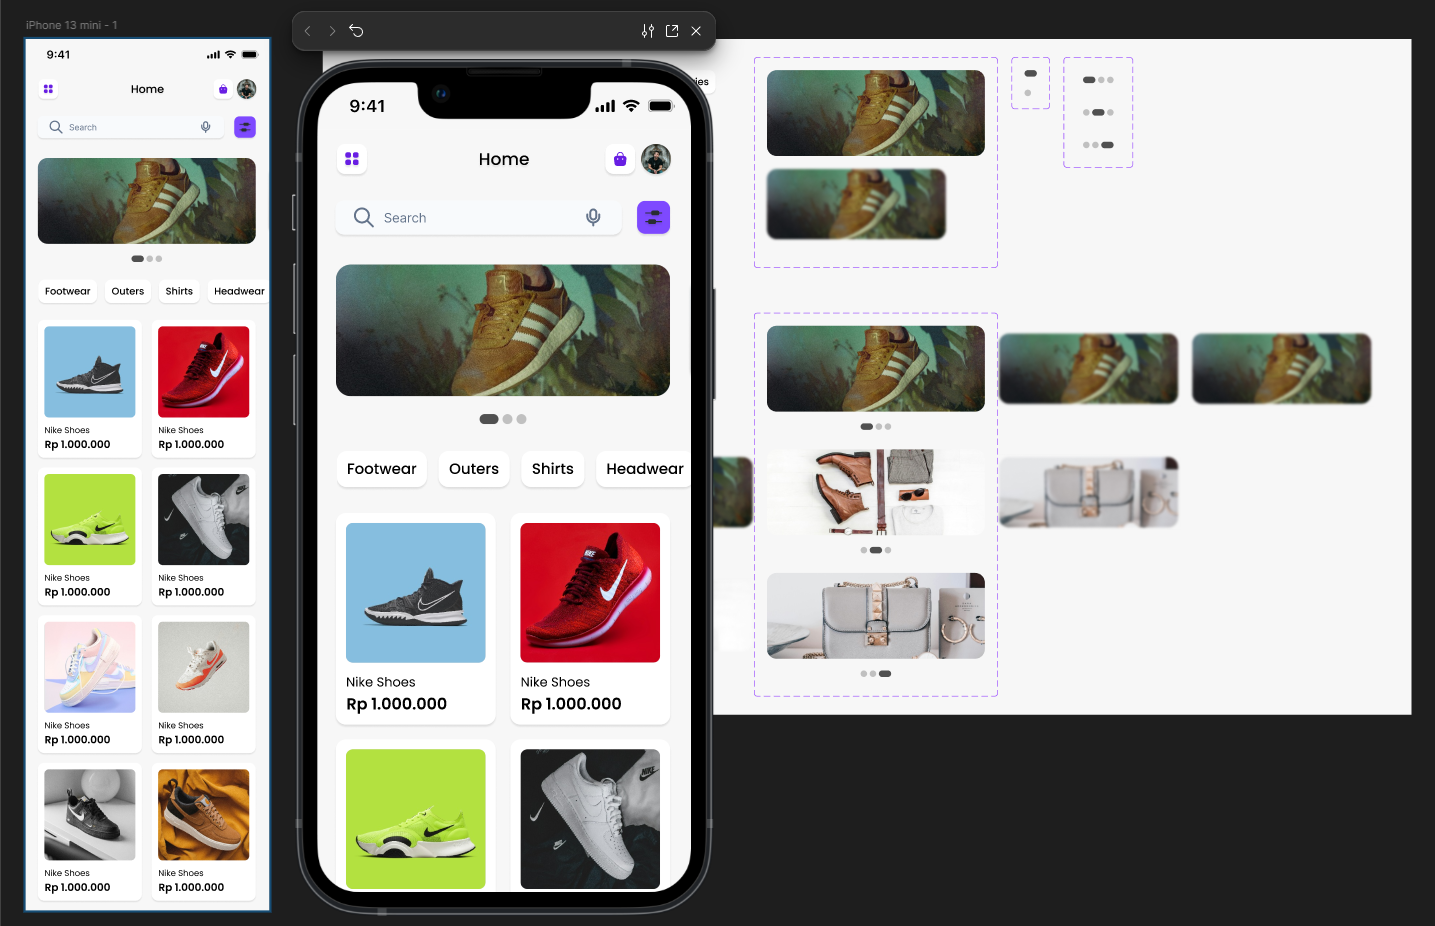 iPhone 13 mini - 1
9:41
Home
Search
Footwear
Outers
Shirts
Headwear
Nike Shoes
Rp 1.000.000
Nike Shoes
Rp 1.000.000
Nike Shoes
Rp 1.000.000
Nike Shoes
Rp 1.000.000
Nike Shoes
Rp 1.000.000
Nike Shoes
Rp 1.000.000
Nike Shoes
Rp 1.000.000
Nike Shoes
Rp 1.000.000
9:41
Home
Search
Footwear
Outers
Shirts
Headwear
NIKE
Nike Shoes
Rp 1.000.000
Nike Shoes
Rp 1.000.000
NIKE
ies